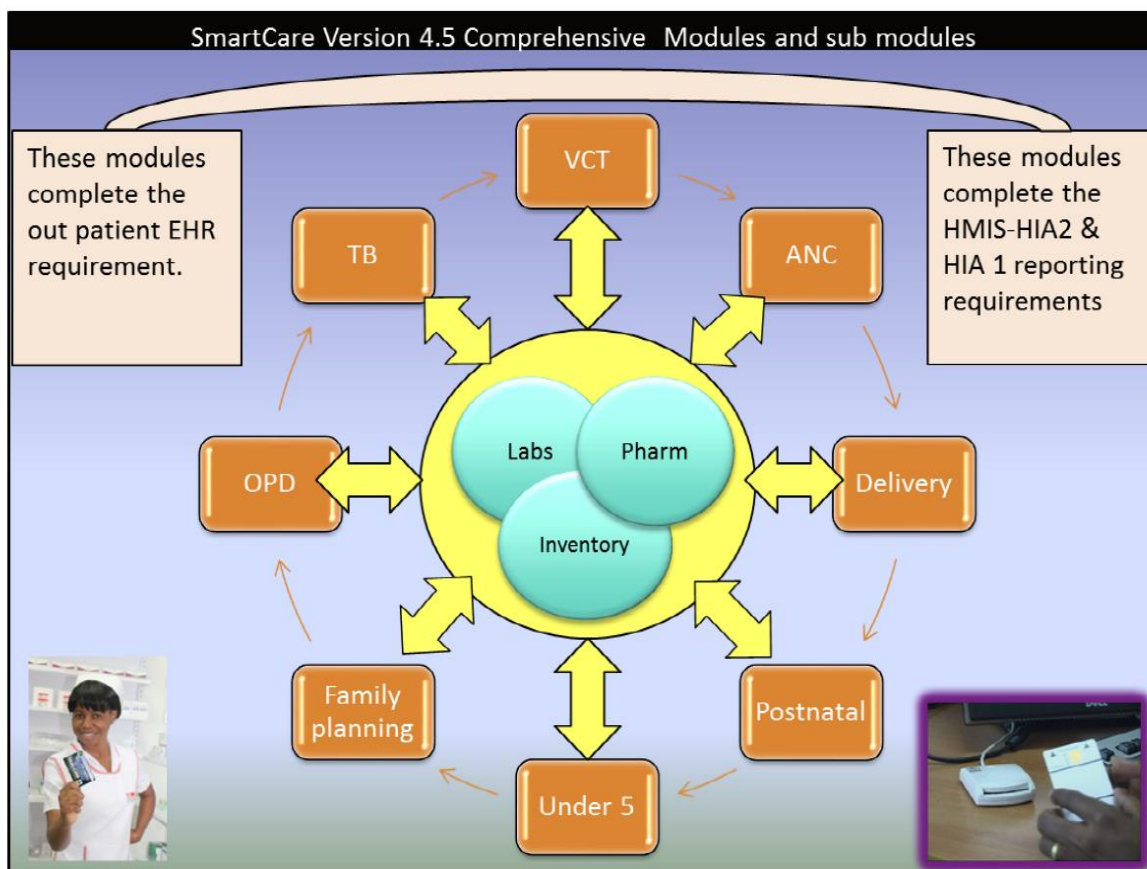 SmartCare Version 4.5 Comprehensive Modules and sub modules
These modules
complete the
out patient EHR
requirement.
These modules
complete the
HMIS-HIA2 &
HIA 1 reporting
requirements
VCT
TB
ANC
Labs
Pharm
OPD
Delivery
Inventory
Family
planning
Postnatal
Under 5
DELL